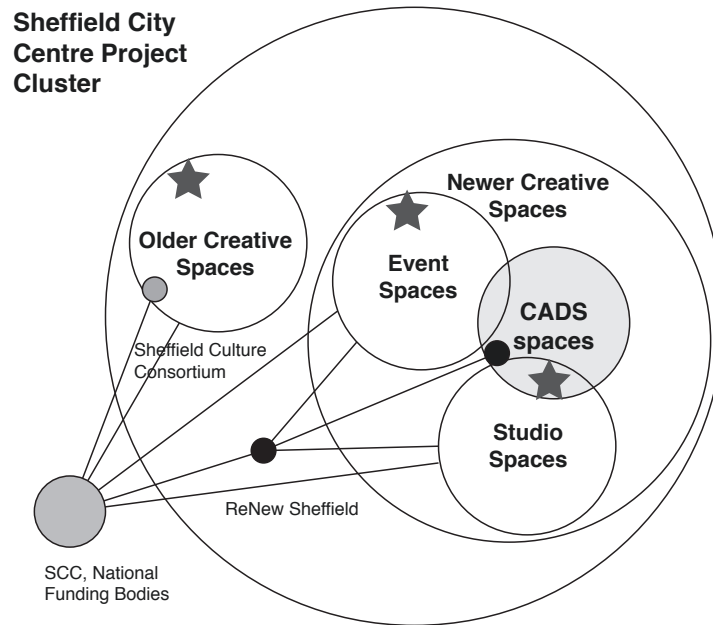 Sheffield City
Centre Project
Cluster
Newer Creative
Spaces
Older Creative
Spaces
Event
Spaces
CADS
spaces
Sheffield Culture
Consortium
Studio
Spaces
ReNew Sheffield
SCC, National
Funding Bodies